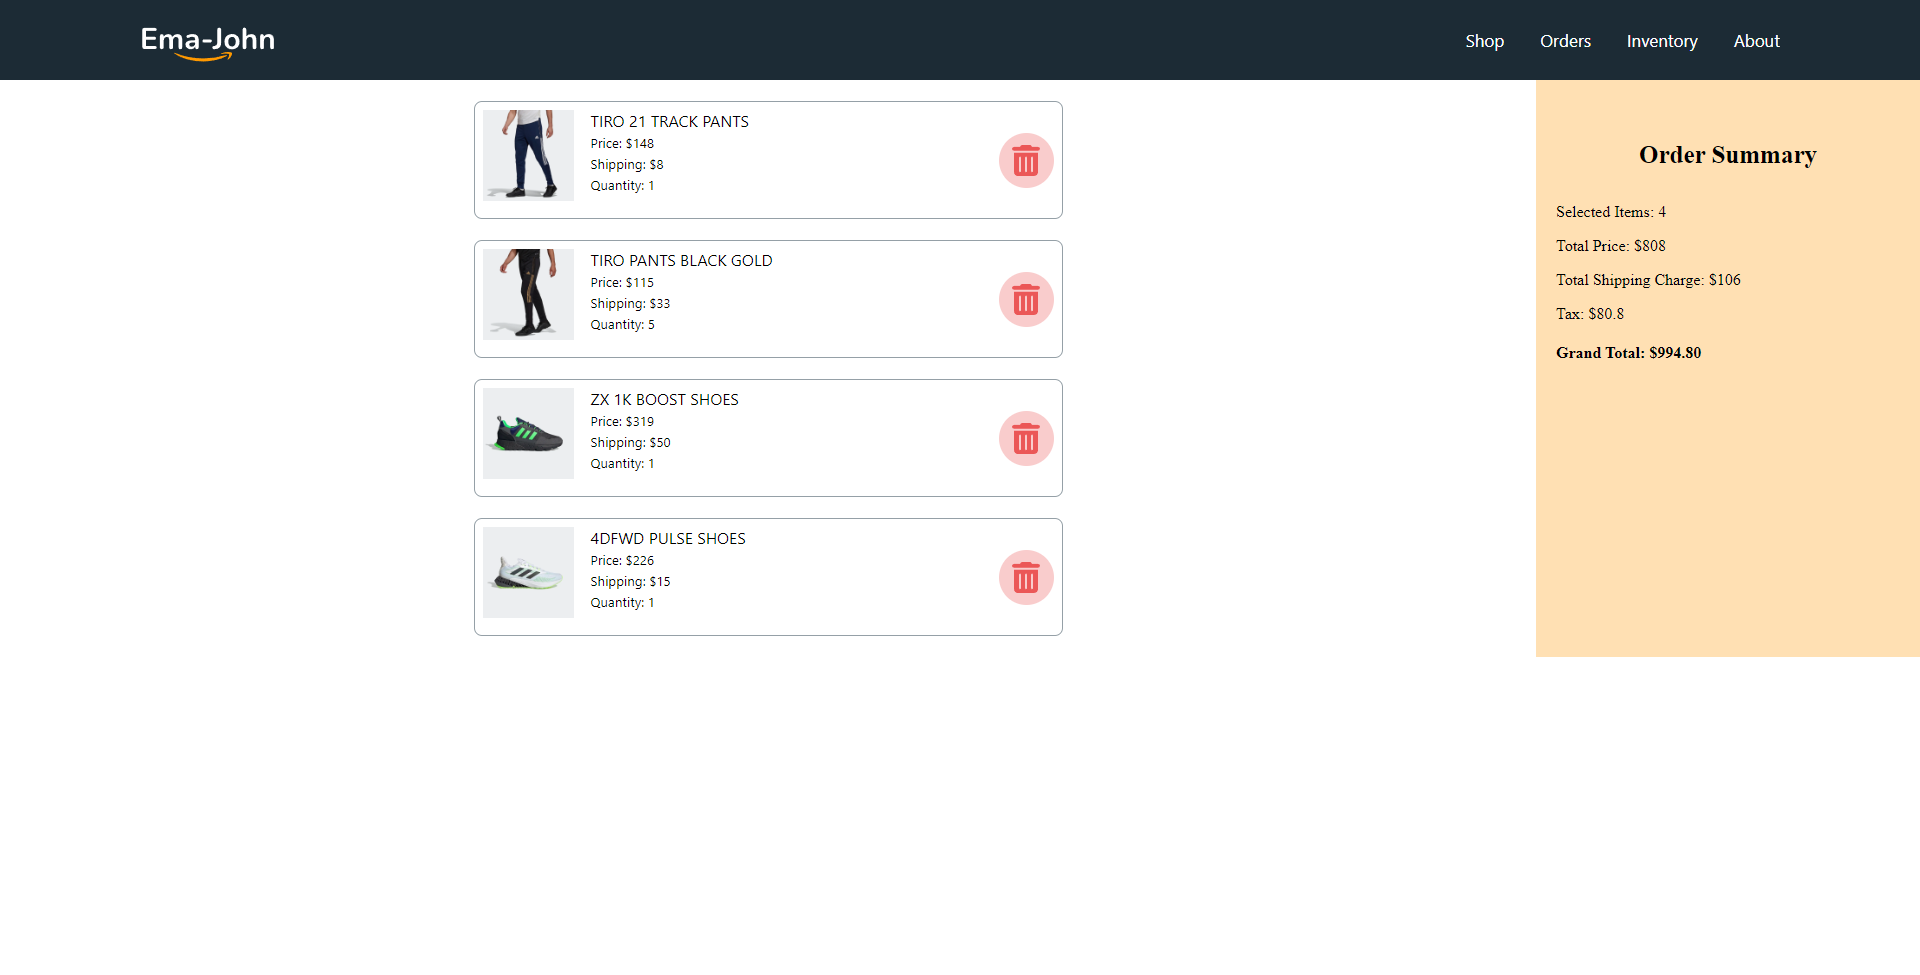 Ema-John
Shop
Orders
Inventory
About
TIRO 21 TRACK PANTS
Price: $148
Shipping: $8
Quantity: 1
TIRO PANTS BLACK GOLD
Price: $115
Shipping: $33
Quantity: 5
ZX 1K BOOST SHOES
Price: $319
Shipping: $50
Quantity: 1
4DFWD PULSE SHOES
Price: $226
Shipping: $15
Quantity: 1
Order Summary
Selected Items: 4
Total Price: $808
Total Shipping Charge: $106
Tax: $80.8
Grand Total: $994.80